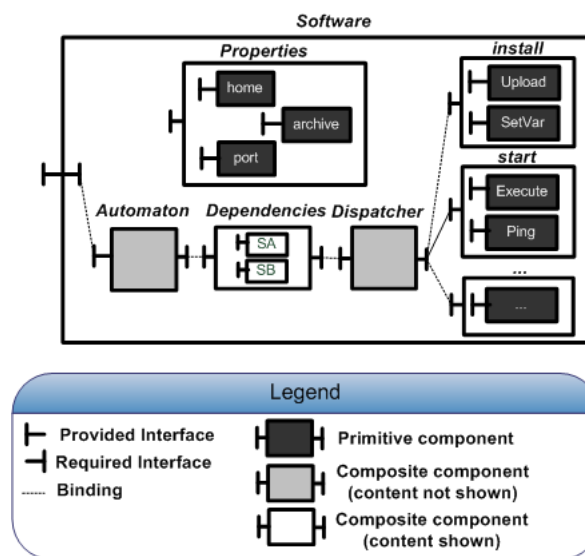 Software
Properties
home
archive
port
install
Upload
SetVar
start
Execute
Ping
...
...
Automaton
Dependencies
SA
SB
Dispatcher
Legend
Provided Interface
Required Interface
Binding
Primitive component
Composite component
(content not shown)
Composite component
(content shown)